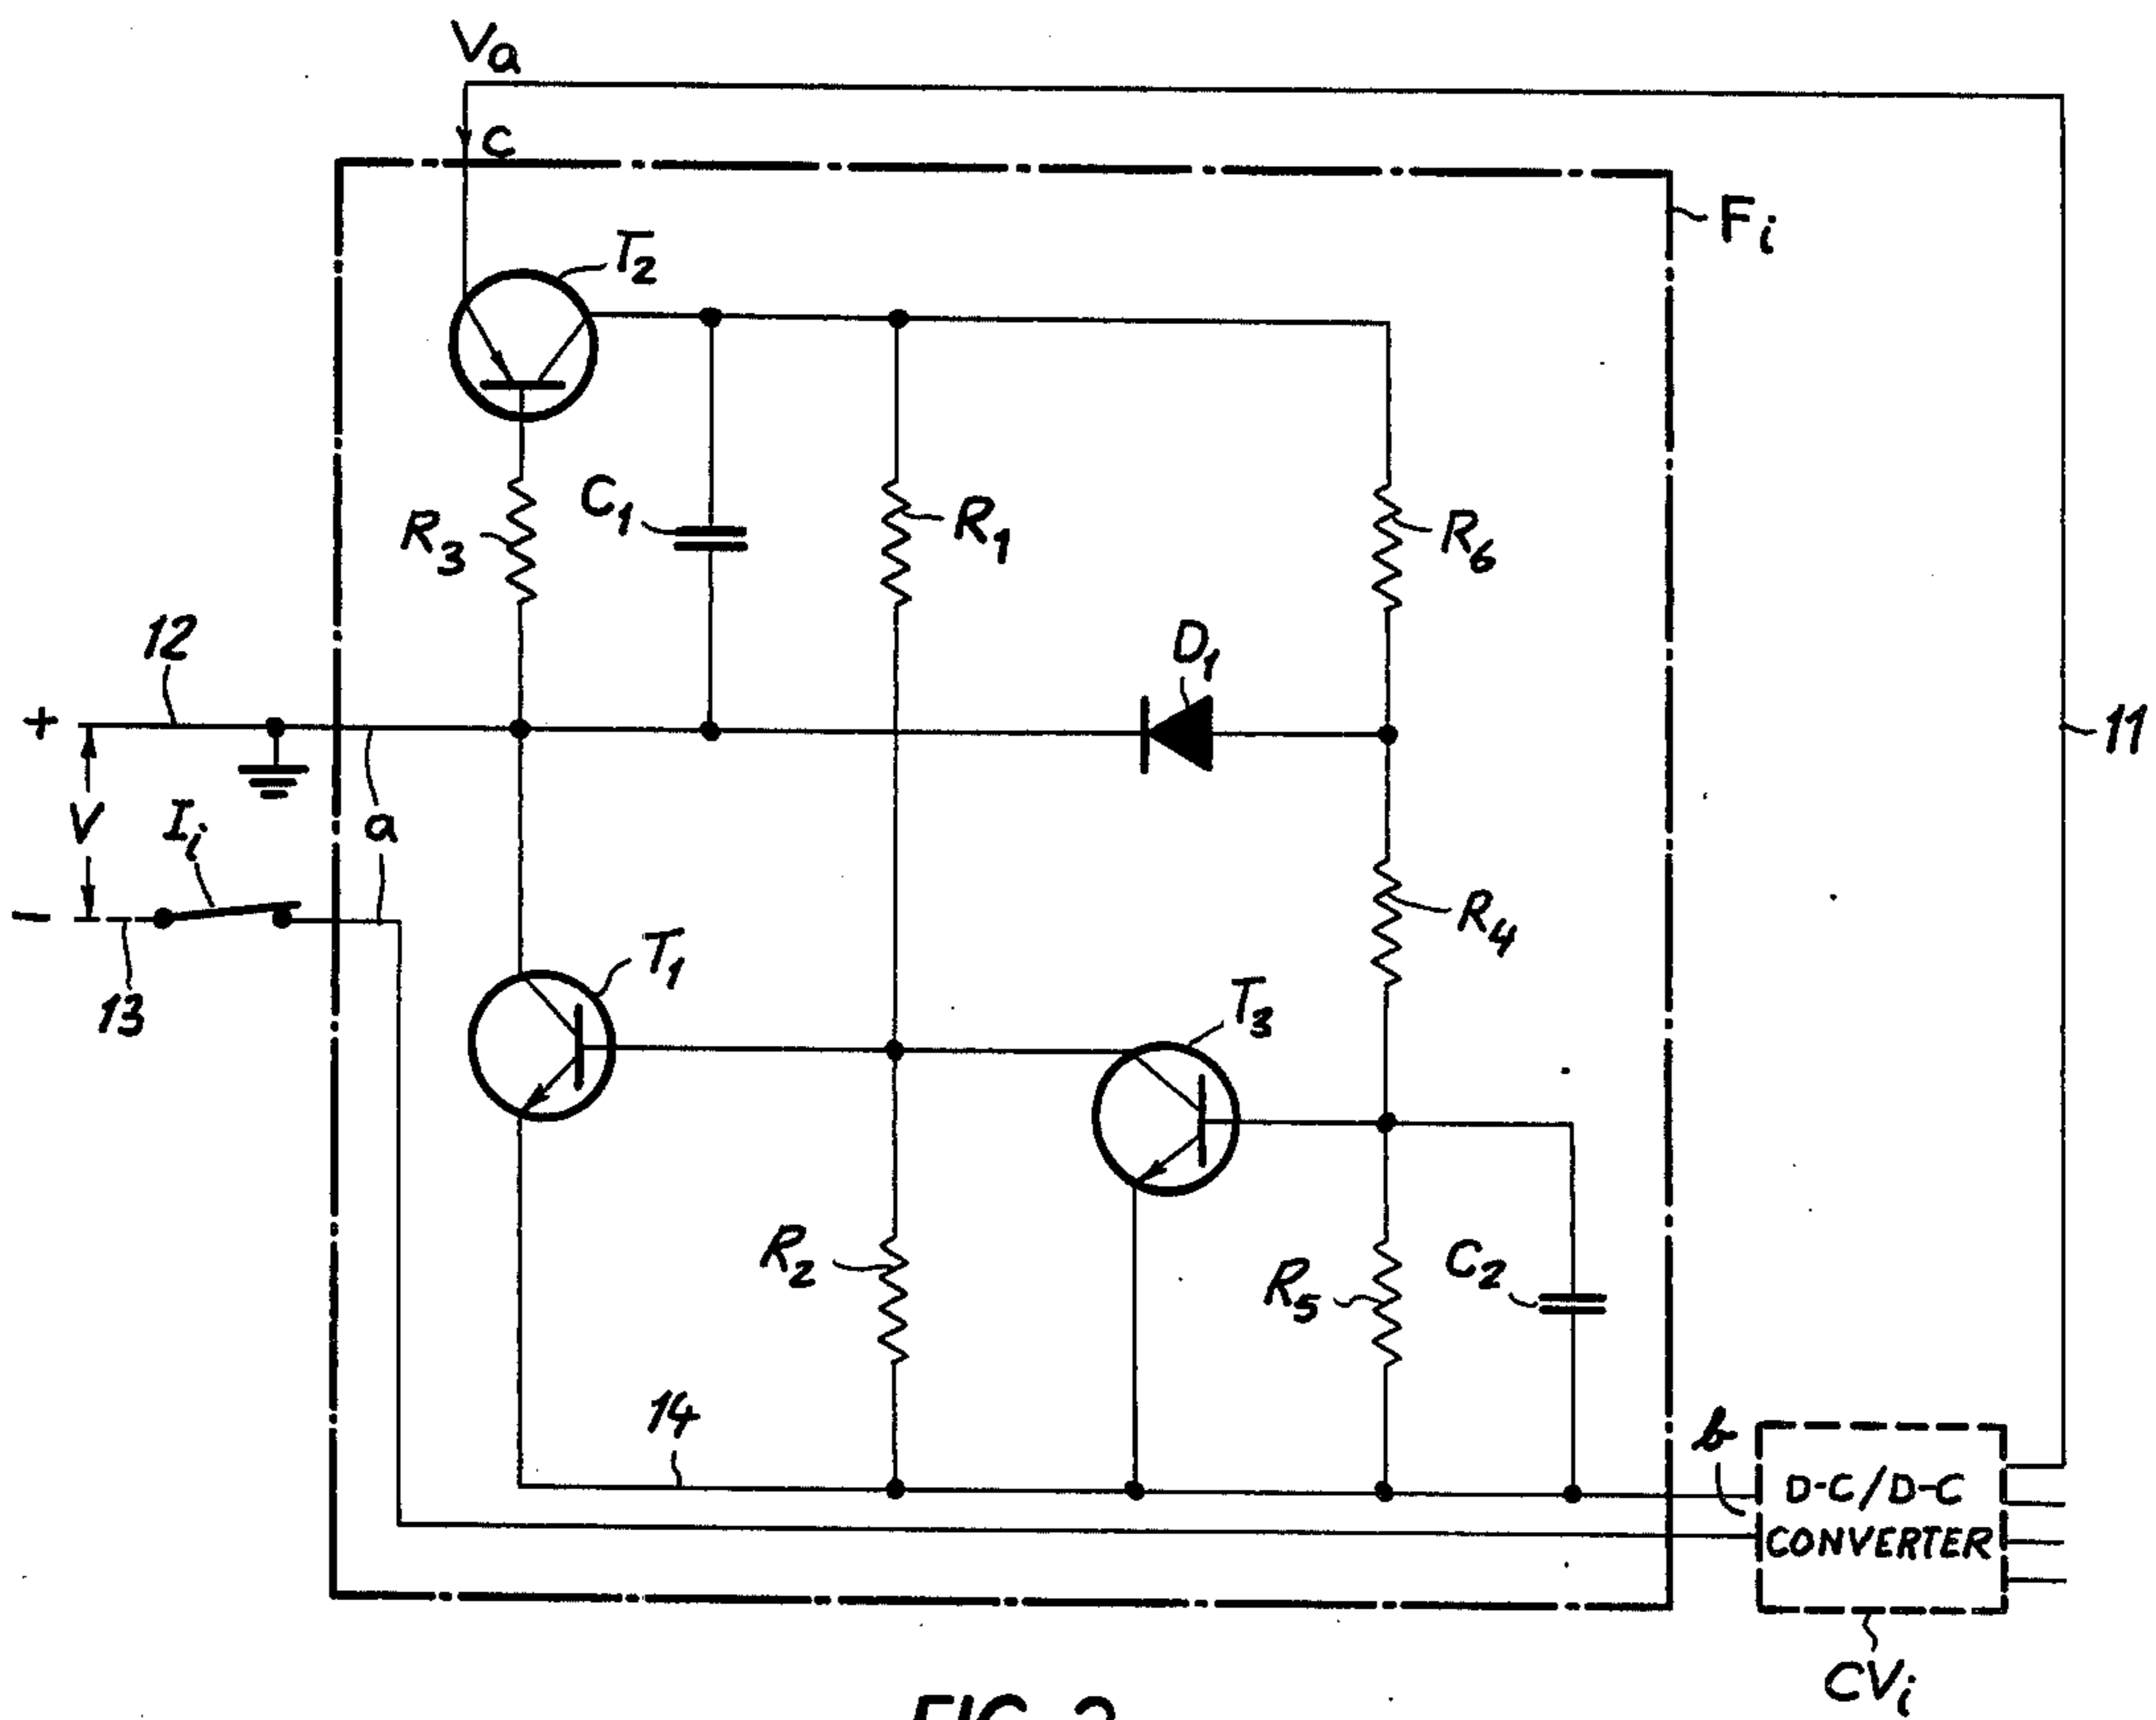 Va
c
Fi
T2
C1
R3
R1
R6
D1
12
+
11
V
Ii
a
R4
−
13
T1
T3
R2
R5
C2
14
b
D-C/D-C
CONVERTER
CVi
FIG. 2